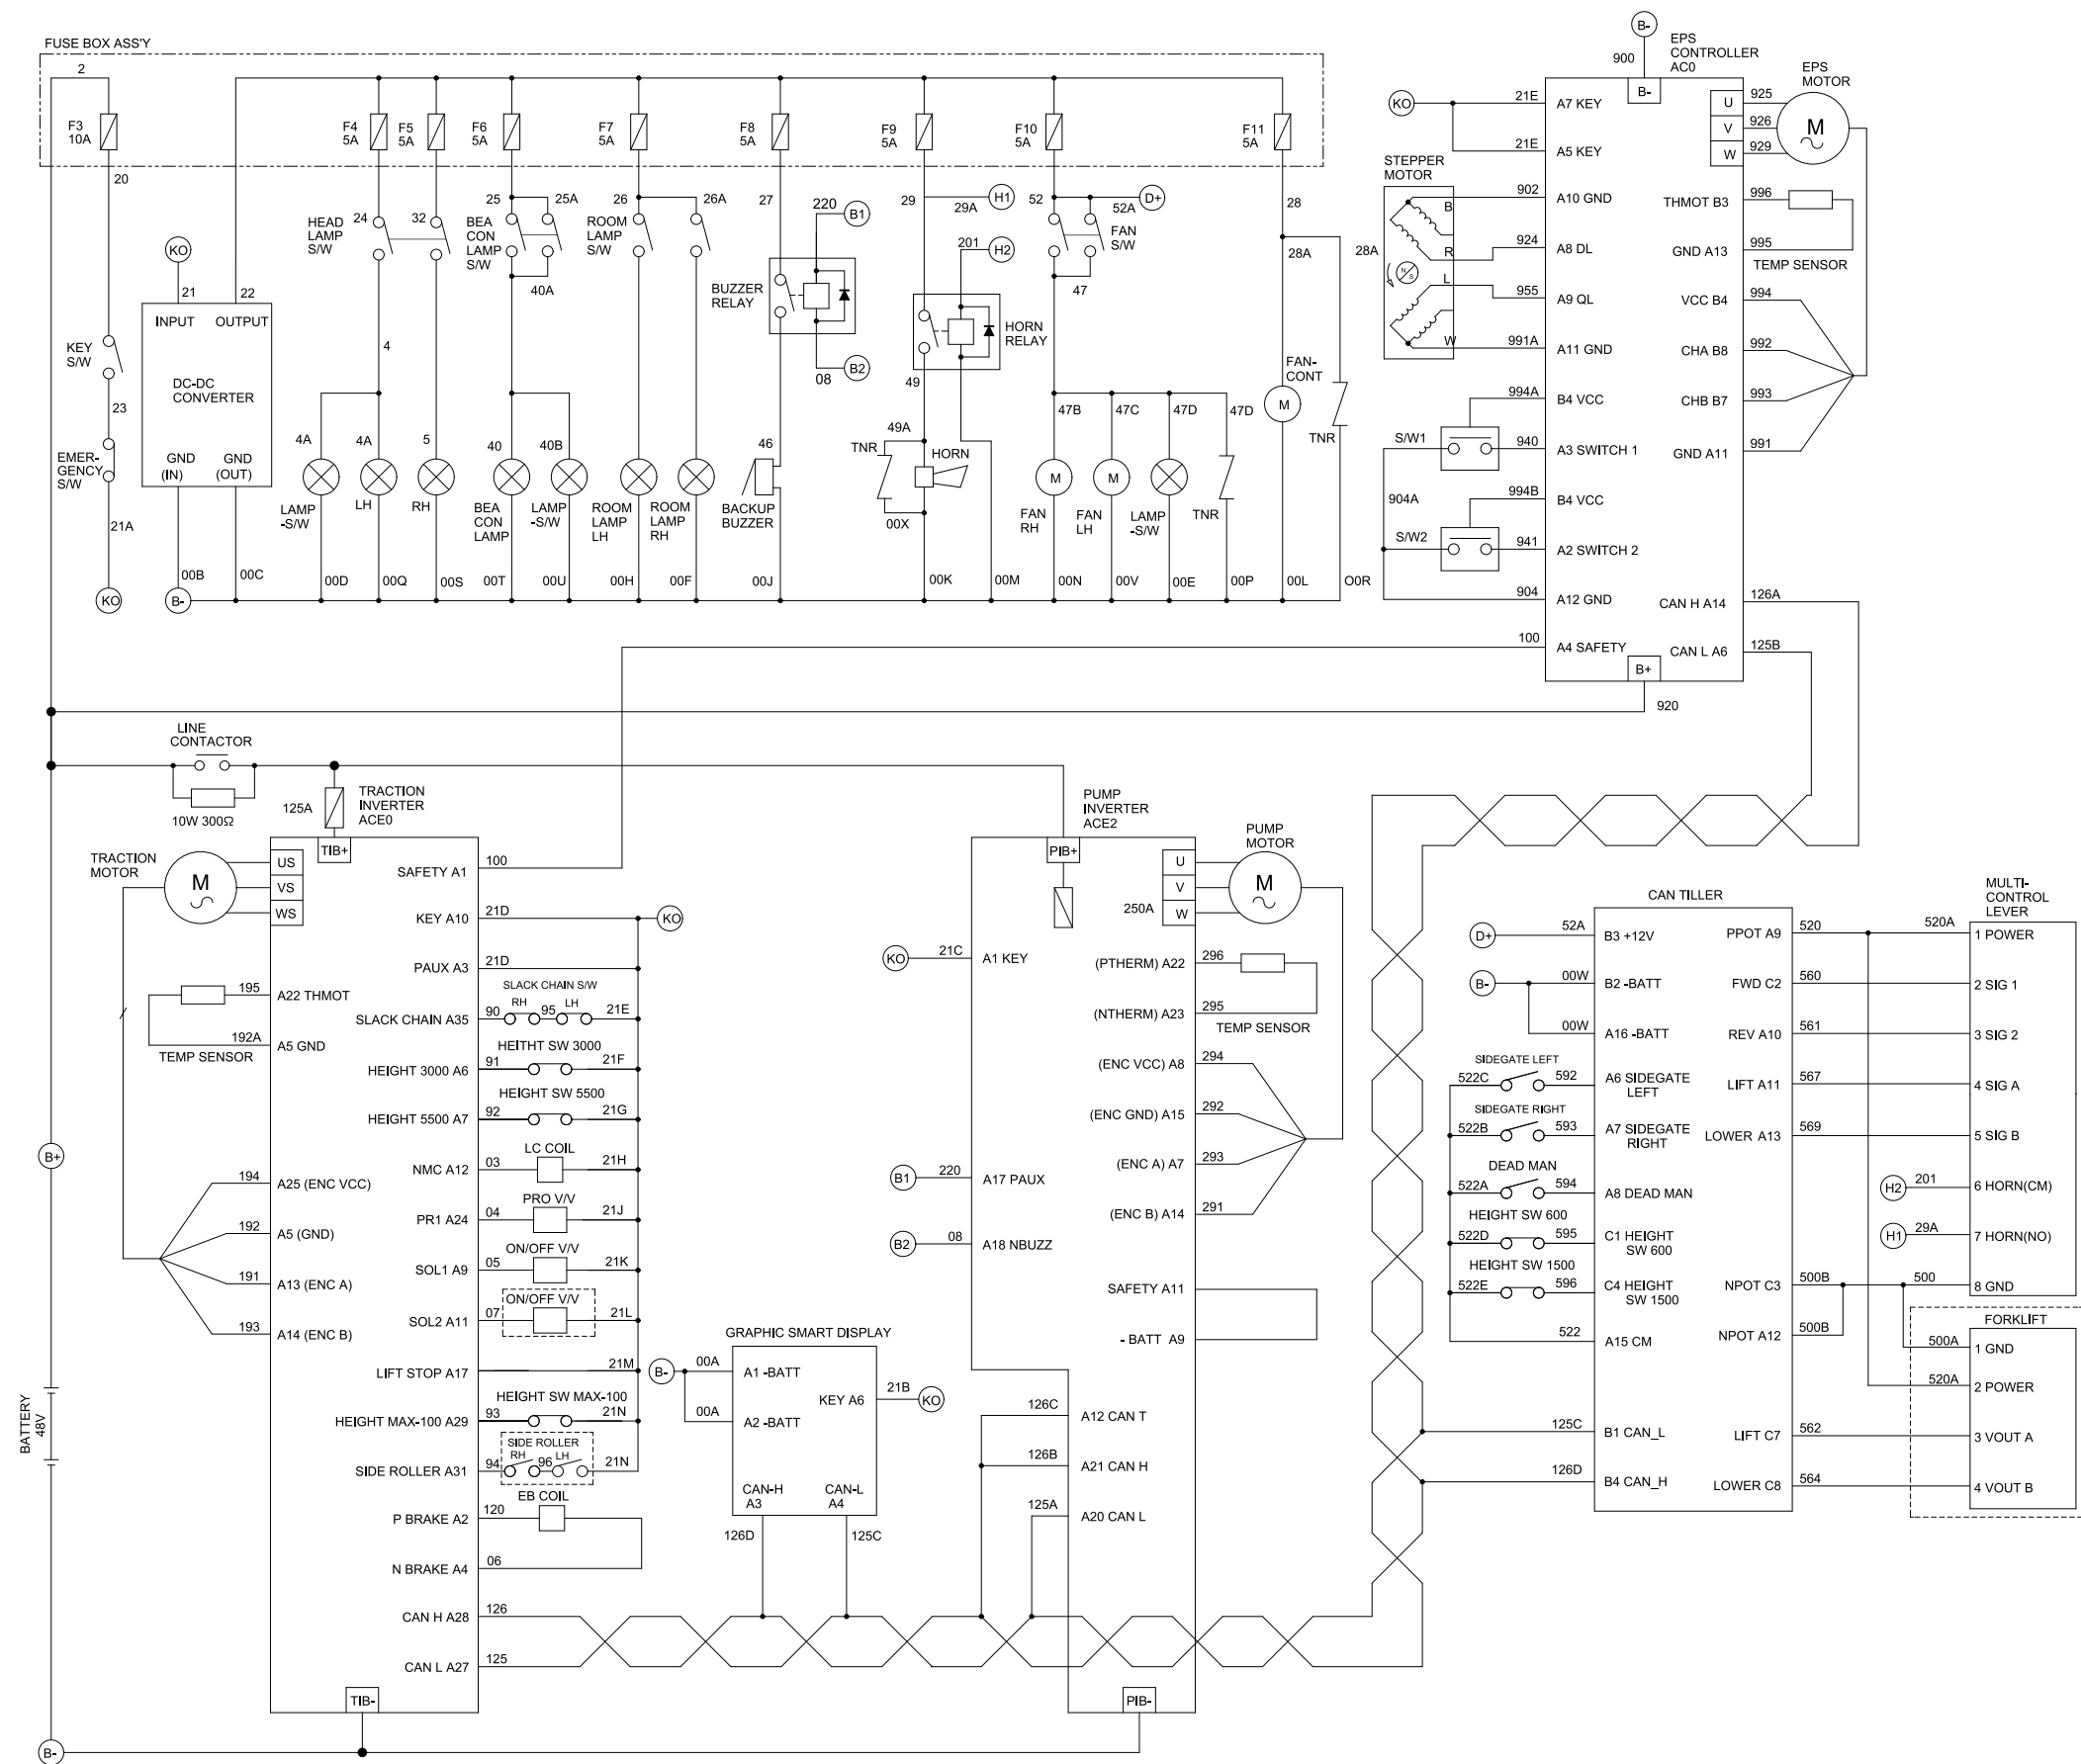 FUSE BOX ASS'Y
2
F3
10A
F4
5A
F5
5A
F6
5A
F7
5A
F8
5A
F9
5A
F10
5A
F11
5A
20
KO
21
22
INPUT
OUTPUT
DC-DC
CONVERTER
GND
(IN)
GND
(OUT)
KEY
S/W
23
EMER-
GENCY
S/W
21A
KO
00B
B-
00C
HEAD
LAMP
S/W
24
32
4
4A
4A
5
LAMP
-S/W
LH
RH
00D
00Q
00S
25
25A
BEA
CON
LAMP
S/W
40A
40
40B
BEA
CON
LAMP
LAMP
-S/W
00T
00U
26
26A
ROOM
LAMP
S/W
ROOM
LAMP
LH
ROOM
LAMP
RH
00H
00F
27
220
B1
BUZZER
RELAY
08
B2
46
BACKUP
BUZZER
00J
29
29A
H1
201
H2
HORN
RELAY
49
49A
TNR
HORN
00X
00K
00M
52
52A
D+
FAN
S/W
47
47B
47C
47D
47D
M
M
FAN
RH
FAN
LH
LAMP
-S/W
TNR
00N
00V
00E
00P
28
28A
28A
FAN-
CONT
M
TNR
00L
O0R
B-
900
EPS
CONTROLLER
AC0
B-
EPS
MOTOR
M
KO
21E
A7 KEY
21E
A5 KEY
U
925
V
926
W
929
STEPPER
MOTOR
B
R
L
W
N
S
902
A10 GND
924
A8 DL
955
A9 QL
991A
A11 GND
994A
B4 VCC
S/W1
940
A3 SWITCH 1
904A
994B
B4 VCC
S/W2
941
A2 SWITCH 2
904
A12 GND
100
A4 SAFETY
THMOT B3
996
GND A13
995
TEMP SENSOR
VCC B4
994
CHA B8
992
CHB B7
993
GND A11
991
CAN H A14
126A
CAN L A6
125B
B+
920
LINE
CONTACTOR
10W 300Ω
125A
TRACTION
INVERTER
ACE0
TIB+
TRACTION
MOTOR
M
US
VS
WS
195
A22 THMOT
192A
A5 GND
TEMP SENSOR
194
A25 (ENC VCC)
192
A5 (GND)
191
A13 (ENC A)
193
A14 (ENC B)
B+
BATTERY
48V
B-
SAFETY A1
100
KEY A10
21D
KO
PAUX A3
21D
SLACK CHAIN S/W
RH
LH
SLACK CHAIN A35
90
95
21E
HEITHT SW 3000
HEIGHT 3000 A6
91
21F
HEIGHT SW 5500
HEIGHT 5500 A7
92
21G
LC COIL
NMC A12
03
21H
PRO V/V
PR1 A24
04
21J
ON/OFF V/V
SOL1 A9
05
21K
ON/OFF V/V
SOL2 A11
07
21L
LIFT STOP A17
21M
HEIGHT SW MAX-100
HEIGHT MAX-100 A29
93
21N
SIDE ROLLER
RH
LH
SIDE ROLLER A31
94
96
21N
EB COIL
P BRAKE A2
120
N BRAKE A4
06
CAN H A28
126
CAN L A27
125
TIB-
GRAPHIC SMART DISPLAY
B-
00A
A1 -BATT
00A
A2 -BATT
KEY A6
21B
KO
CAN-H
A3
CAN-L
A4
126D
125C
PUMP
INVERTER
ACE2
PIB+
250A
PUMP
MOTOR
M
U
V
W
KO
21C
A1 KEY
(PTHERM) A22
296
(NTHERM) A23
295
TEMP SENSOR
(ENC VCC) A8
294
(ENC GND) A15
292
(ENC A) A7
293
(ENC B) A14
291
B1
220
A17 PAUX
B2
08
A18 NBUZZ
SAFETY A11
- BATT A9
126C
A12 CAN T
126B
A21 CAN H
125A
A20 CAN L
PIB-
CAN TILLER
D+
52A
B3 +12V
B-
00W
B2 -BATT
00W
A16 -BATT
SIDEGATE LEFT
522C
592
A6 SIDEGATE
LEFT
SIDEGATE RIGHT
522B
593
A7 SIDEGATE
RIGHT
DEAD MAN
522A
594
A8 DEAD MAN
HEIGHT SW 600
522D
595
C1 HEIGHT
SW 600
HEIGHT SW 1500
522E
596
C4 HEIGHT
SW 1500
522
A15 CM
125C
B1 CAN_L
126D
B4 CAN_H
PPOT A9
520
FWD C2
560
REV A10
561
LIFT A11
567
LOWER A13
569
NPOT C3
500B
NPOT A12
500B
LIFT C7
562
LOWER C8
564
MULTI-
CONTROL
LEVER
520A
1 POWER
2 SIG 1
3 SIG 2
4 SIG A
5 SIG B
H2
201
6 HORN(CM)
H1
29A
7 HORN(NO)
500
8 GND
FORKLIFT
500A
1 GND
520A
2 POWER
3 VOUT A
4 VOUT B